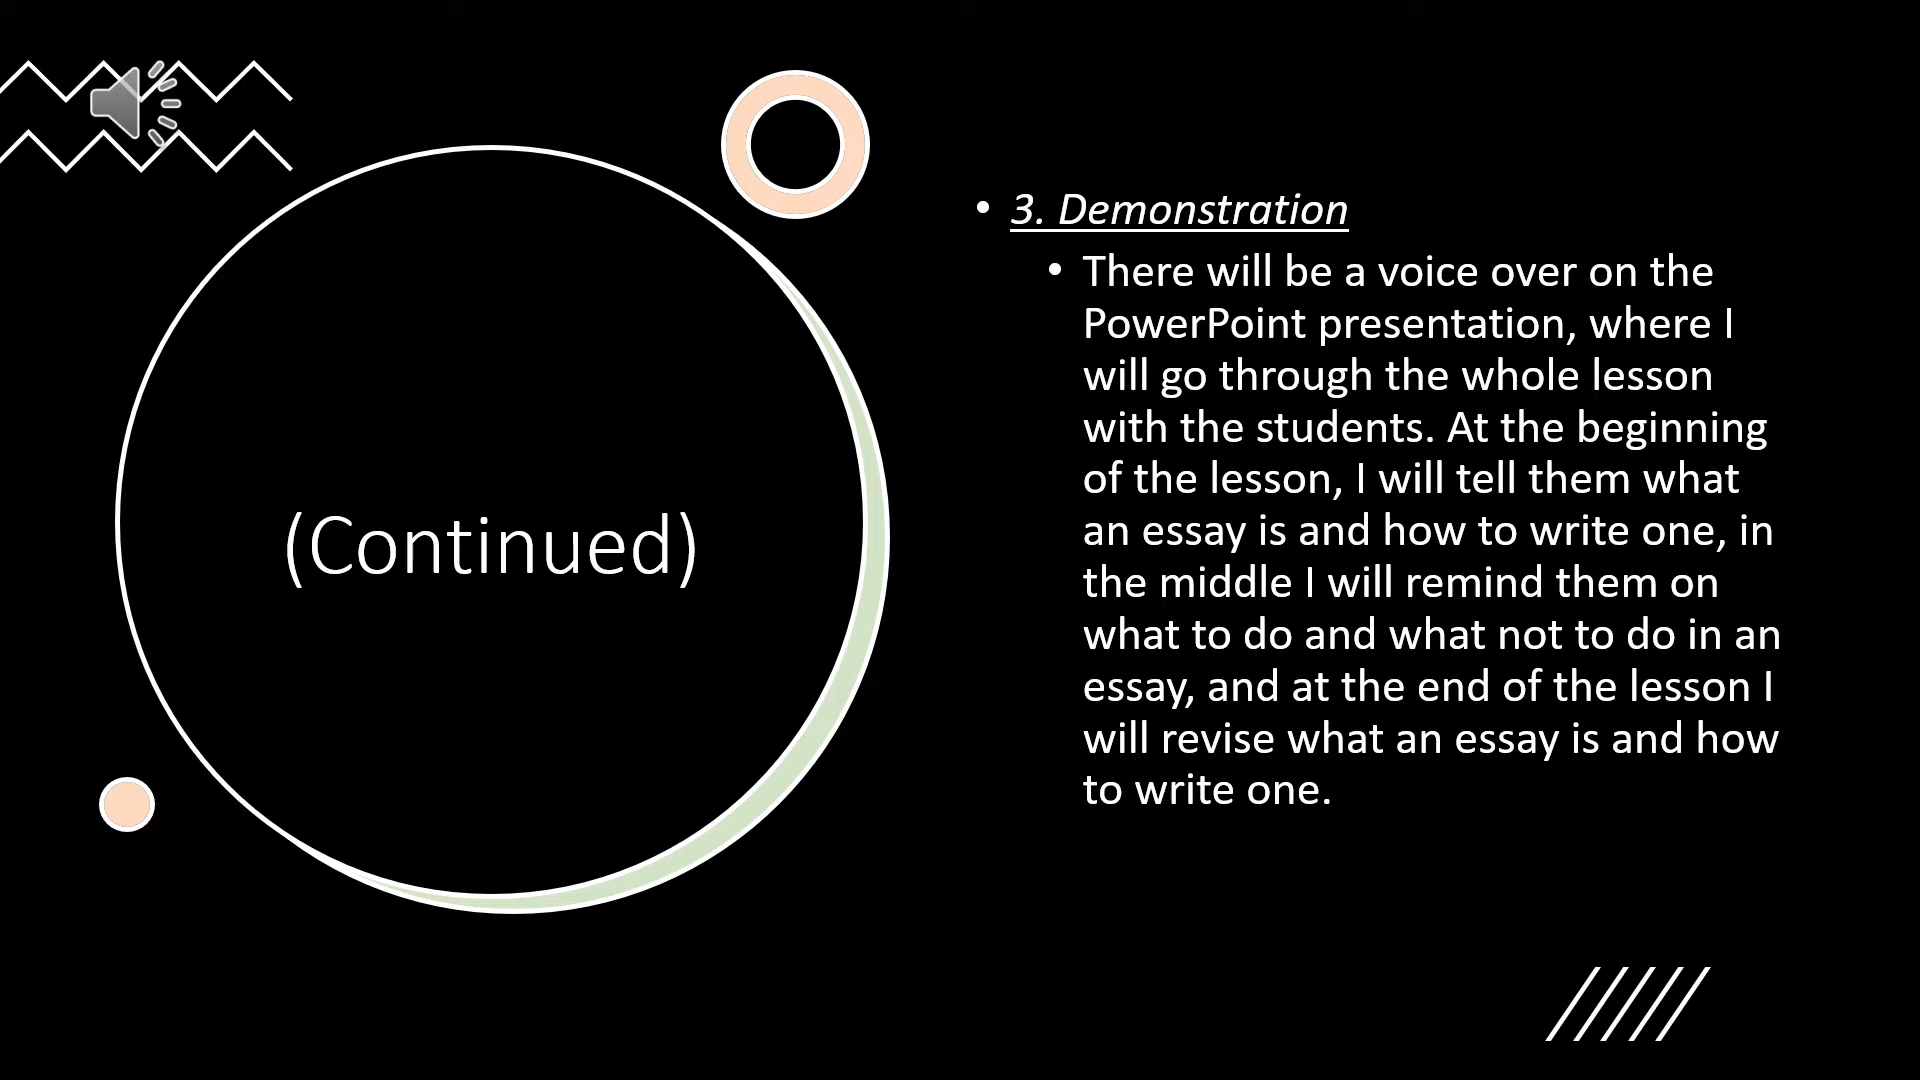 (Continued)
• 3. Demonstration
• There will be a voice over on the
PowerPoint presentation, where I
will go through the whole lesson
with the students. At the beginning
of the lesson, I will tell them what
an essay is and how to write one, in
the middle I will remind them on
what to do and what not to do in an
essay, and at the end of the lesson I
will revise what an essay is and how
to write one.